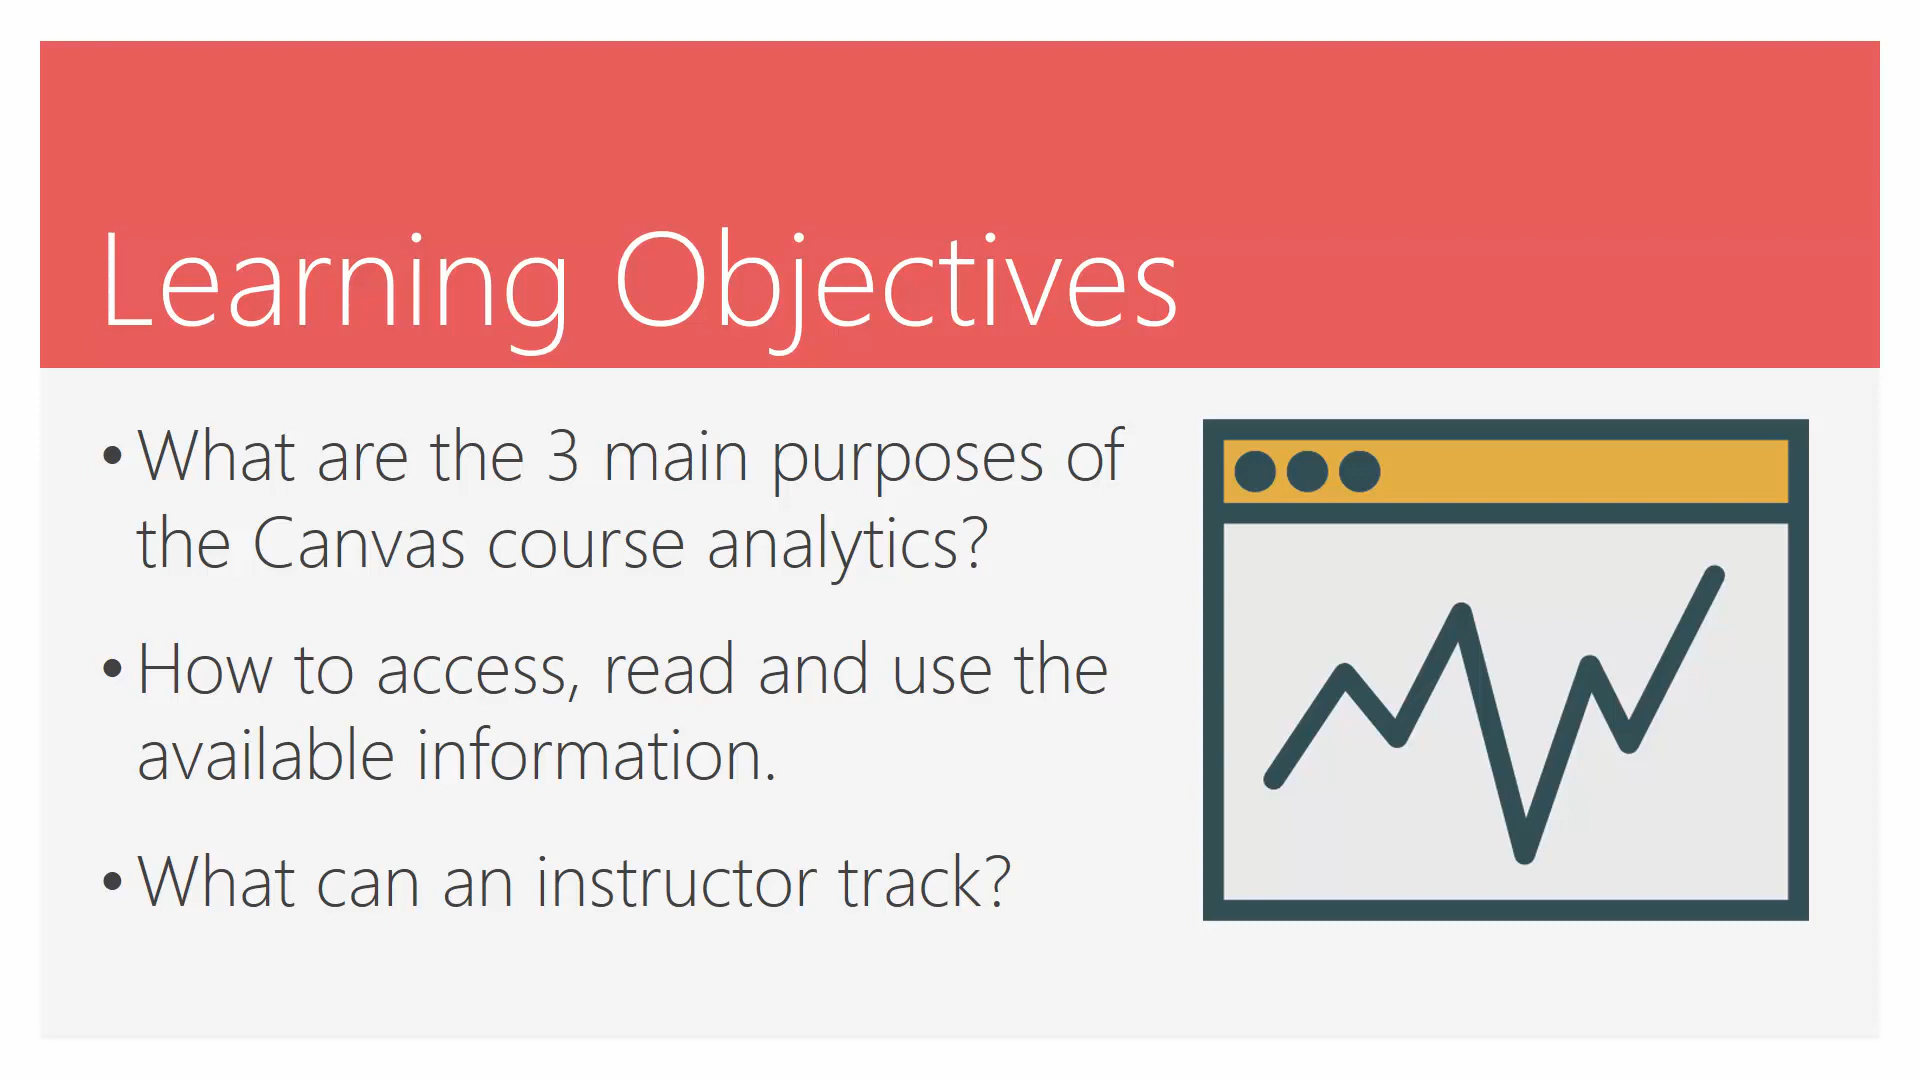 Learning Objectives
• What are the 3 main purposes of
the Canvas course analytics?
• How to access, read and use the
available information.
• What can an instructor track?